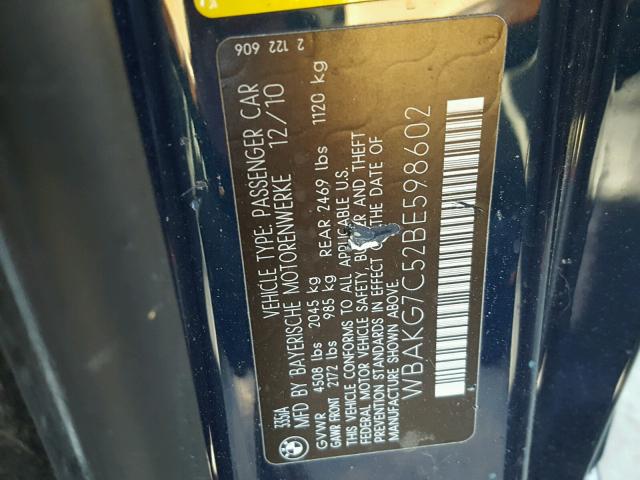 335iA
VEHICLE TYPE: PASSENGER CAR
MFD BY BAYERISCHE MOTORENWERKE 12/10
GVWR 4508 lbs 2045 kg
GAWR FRONT 2172 lbs 985 kg REAR 2469 lbs 1120 kg
THIS VEHICLE CONFORMS TO ALL APPLICABLE U.S.
FEDERAL MOTOR VEHICLE SAFETY, BUMPER AND THEFT
PREVENTION STANDARDS IN EFFECT ON THE DATE OF
MANUFACTURE SHOWN ABOVE.
WBAKG7C52BE598602
2 122 606